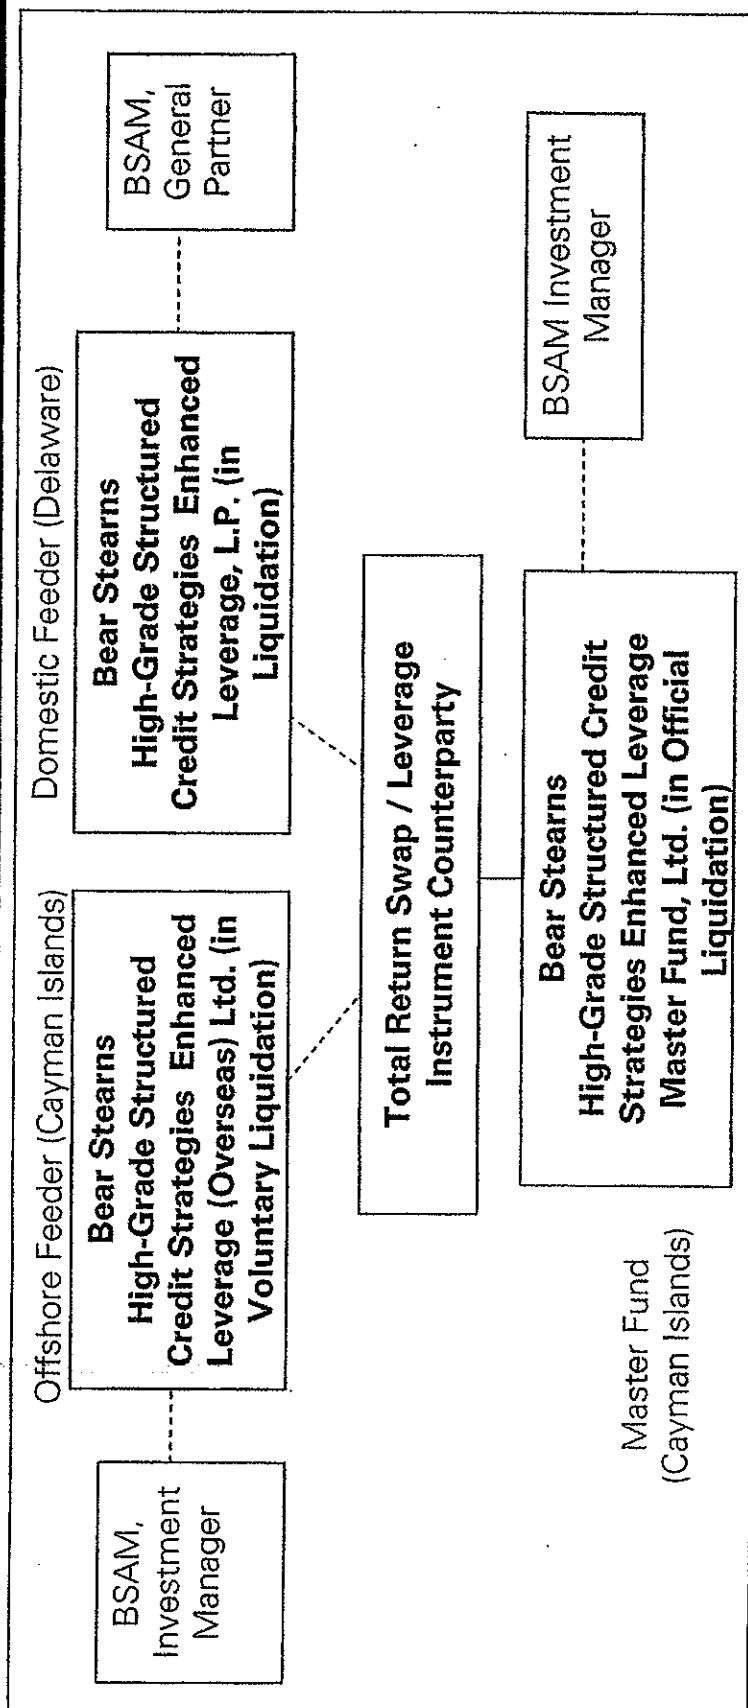 Offshore Feeder (Cayman Islands)
Domestic Feeder (Delaware)
BSAM,
Investment
Manager
Bear Stearns
High-Grade Structured
Credit Strategies Enhanced
Leverage (Overseas) Ltd. (in
Voluntary Liquidation)
Bear Stearns
High-Grade Structured
Credit Strategies Enhanced
Leverage, L.P. (in
Liquidation)
BSAM,
General
Partner
Total Return Swap / Leverage
Instrument Counterparty
Master Fund
(Cayman Islands)
Bear Stearns
High-Grade Structured Credit
Strategies Enhanced Leverage
Master Fund, Ltd. (in Official
Liquidation)
BSAM Investment
Manager